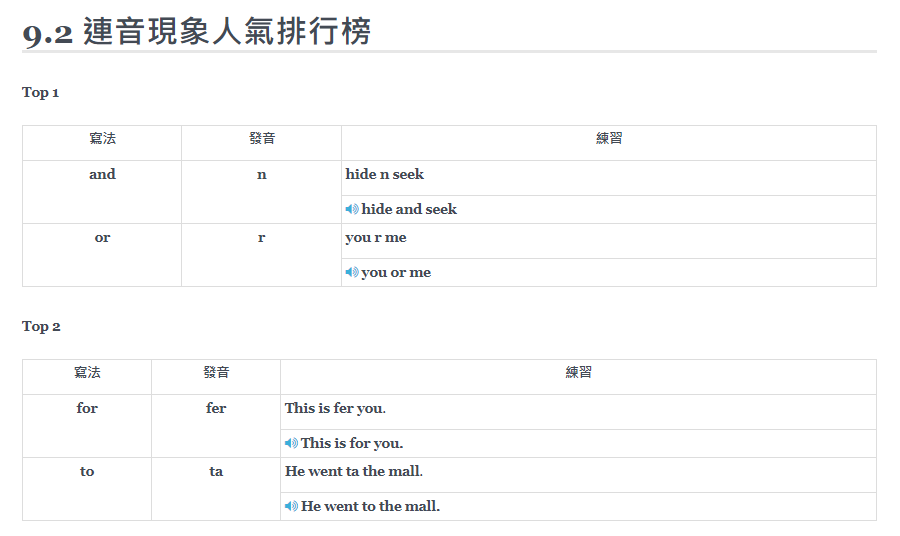 9.2 連音現象人氣排行榜
Top 1
寫法 發音 練習
and n hide n seek
hide and seek
or r you r me
you or me
Top 2
寫法 發音 練習
for fer This is fer you.
This is for you.
to ta He went ta the mall.
He went to the mall.